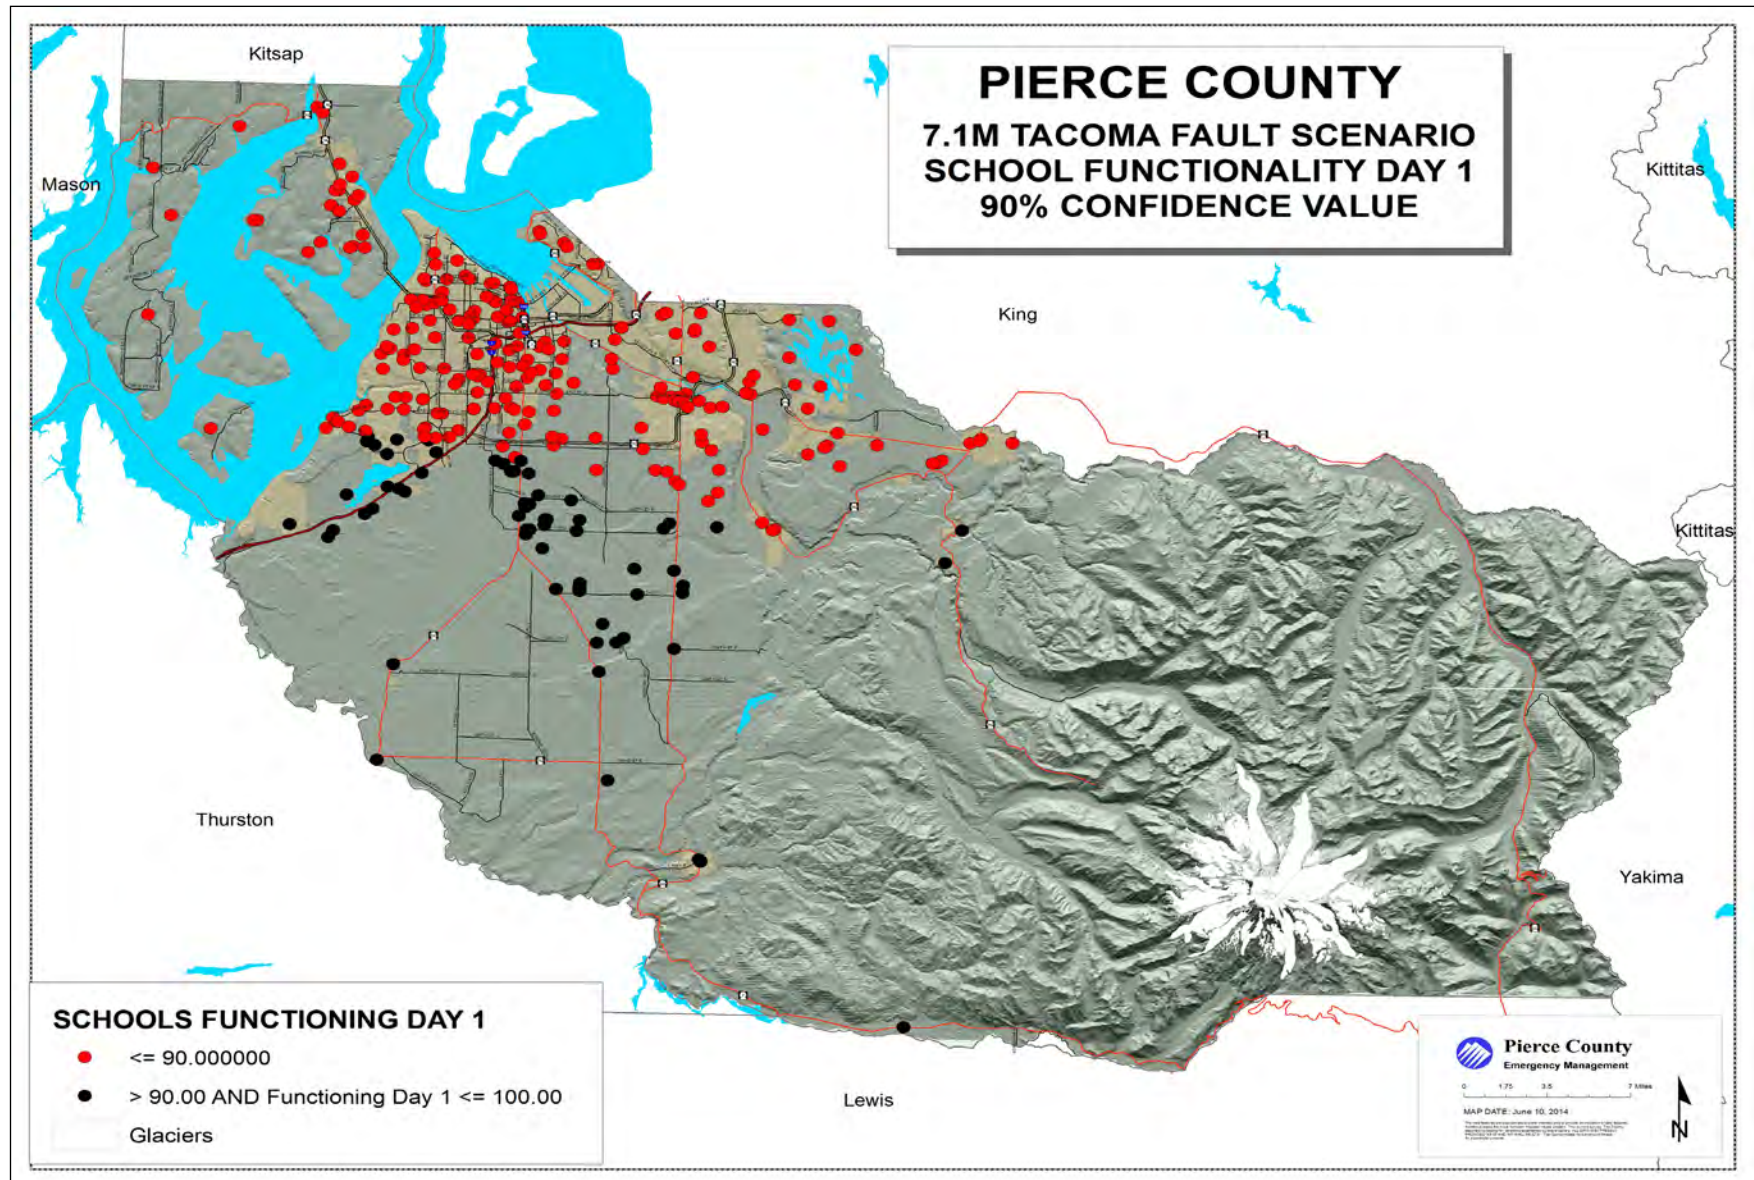 Kitsap
PIERCE COUNTY
7.1M TACOMA FAULT SCENARIO
SCHOOL FUNCTIONALITY DAY 1
90% CONFIDENCE VALUE
Mason
Kittitas
King
Kittitas
Thurston
Yakima
Lewis
SCHOOLS FUNCTIONING DAY 1
<= 90.000000
> 90.00 AND Functioning Day 1 <= 100.00
Glaciers
Pierce County
Emergency Management
0 1.75 3.5 7 Miles
MAP DATE: June 10, 2014
N